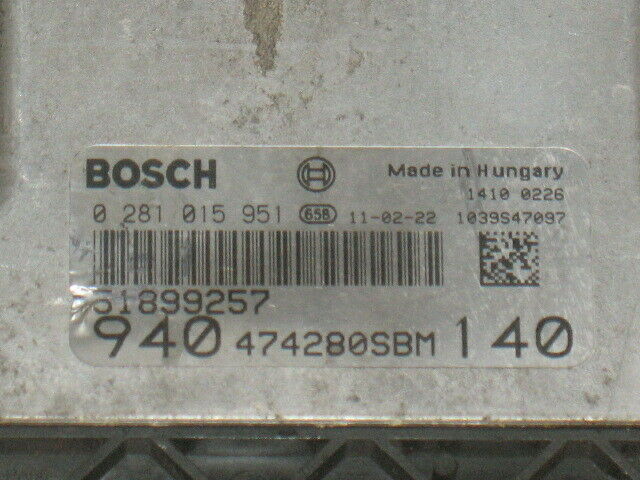 BOSCH Made in Hungary
1410 0226
0 281 015 951 658 11-02-22 1039S47097
51899257
940 474280SBM 140